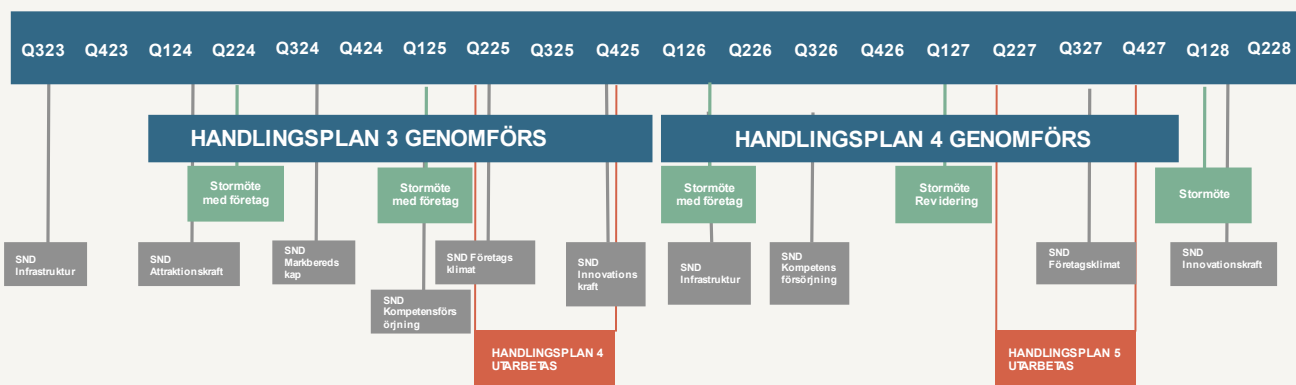 Q323 Q423 Q124 Q224 Q324 Q424 Q125 Q225 Q325 Q425 Q126 Q226 Q326 Q426 Q127 Q227 Q327 Q427 Q128 Q228
HANDLINGSPLAN 3 GENOMFÖRS
HANDLINGSPLAN 4 GENOMFÖRS
Stormöte
med företag
Stormöte
med företag
Stormöte
med företag
Stormöte
Revidering
Stormöte
SND
Infrastruktur
SND
Attraktionskraft
SND
Markbereds
kap
SND
Kompetensförs
örjning
SND Företags
klimat
SND
Innovations
kraft
SND
Infrastruktur
SND
Kompetens
försörjning
SND
Företagsklimat
SND
Innovationskraft
HANDLINGSPLAN 4
UTARBETAS
HANDLINGSPLAN 5
UTARBETAS